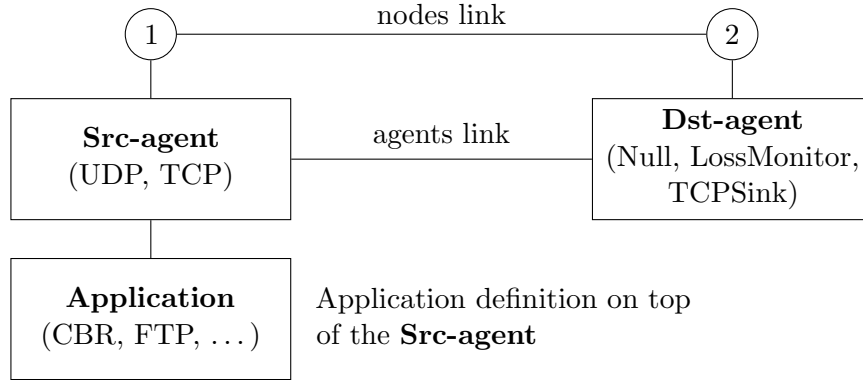 nodes link
1
2
Src-agent
(UDP, TCP)
agents link
Dst-agent
(Null, LossMonitor,
TCPSink)
Application
(CBR, FTP, ...)
Application definition on top
of the Src-agent